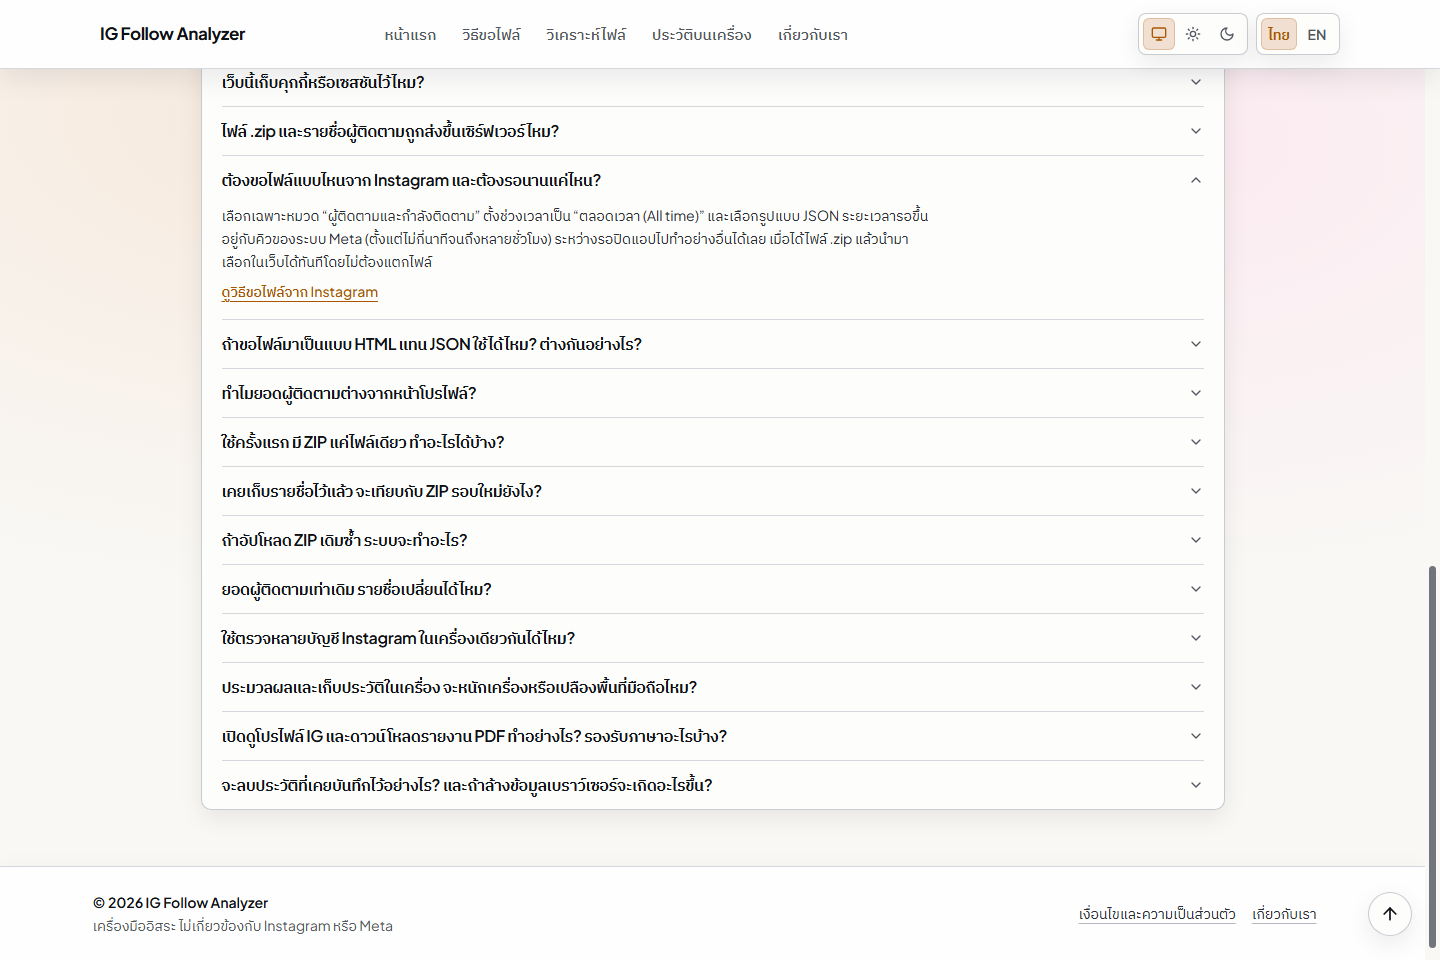 IG Follow Analyzer
หน้าแรก
วิธีขอไฟล์
วิเคราะห์ไฟล์
ประวัติบนเครื่อง
เกี่ยวกับเรา
ไทย
EN
เว็บนี้เก็บคุกกี้หรือเซสชันไว้ไหม?
ไฟล์ .zip และรายชื่อผู้ติดตามถูกส่งขึ้นเซิร์ฟเวอร์ไหม?
ต้องขอไฟล์แบบไหนจาก Instagram และต้องรอนานแค่ไหน?
เลือกเฉพาะหมวด “ผู้ติดตามและกำลังติดตาม” ตั้งช่วงเวลาเป็น “ตลอดเวลา (All time)” และเลือกรูปแบบ JSON ระยะเวลารอขึ้น
อยู่กับคิวของระบบ Meta (ตั้งแต่ไม่กี่นาทีจนถึงหลายชั่วโมง) ระหว่างรอปิดแอปไปทำอย่างอื่นได้เลย เมื่อได้ไฟล์ .zip แล้วนำมา
เลือกในเว็บได้ทันทีโดยไม่ต้องแตกไฟล์
ดูวิธีขอไฟล์จาก Instagram
ถ้าขอไฟล์มาเป็นแบบ HTML แทน JSON ใช้ได้ไหม? ต่างกันอย่างไร?
ทำไมยอดผู้ติดตามต่างจากหน้าโปรไฟล์?
ใช้ครั้งแรก มี ZIP แค่ไฟล์เดียว ทำอะไรได้บ้าง?
เคยเก็บรายชื่อไว้แล้ว จะเทียบกับ ZIP รอบใหม่ยังไง?
ถ้าอัปโหลด ZIP เดิมซ้ำ ระบบจะทำอะไร?
ยอดผู้ติดตามเท่าเดิม รายชื่อเปลี่ยนได้ไหม?
ใช้ตรวจหลายบัญชี Instagram ในเครื่องเดียวกันได้ไหม?
ประมวลผลและเก็บประวัติในเครื่อง จะหนักเครื่องหรือเปลืองพื้นที่มือถือไหม?
เปิดดูโปรไฟล์ IG และดาวน์โหลดรายงาน PDF ทำอย่างไร? รองรับภาษาอะไรบ้าง?
จะลบประวัติที่เคยบันทึกไว้อย่างไร? และถ้าล้างข้อมูลเบราว์เซอร์จะเกิดอะไรขึ้น?
© 2026 IG Follow Analyzer
เครื่องมืออิสระ ไม่เกี่ยวข้องกับ Instagram หรือ Meta
เงื่อนไขและความเป็นส่วนตัว
เกี่ยวกับเรา